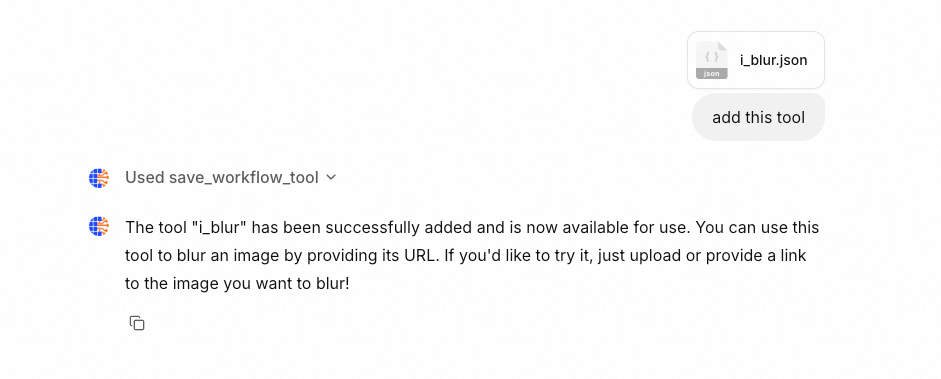 {}
json
i_blur.json
add this tool
Used save_workflow_tool
The tool "i_blur" has been successfully added and is now available for use. You can use this
tool to blur an image by providing its URL. If you'd like to try it, just upload or provide a link
to the image you want to blur!